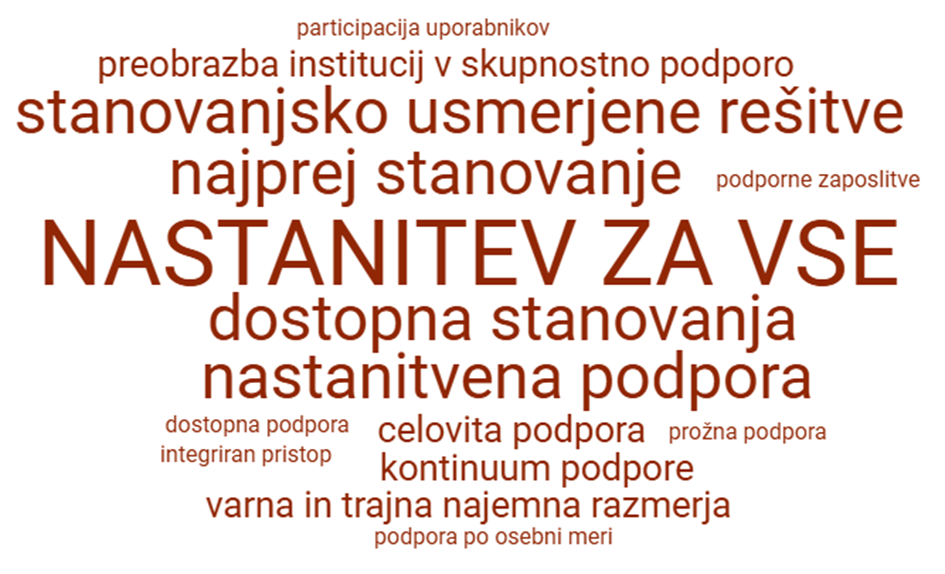 participacija uporabnikov
preobrazba institucij v skupnostno podporo
stanovanjsko usmerjene rešitve
najprej stanovanje
podporne zaposlitve
NASTANITEV ZA VSE
dostopna stanovanja
nastanitvena podpora
dostopna podpora
celovita podpora
prožna podpora
integriran pristop
kontinuum podpore
varna in trajna najemna razmerja
podpora po osebni meri